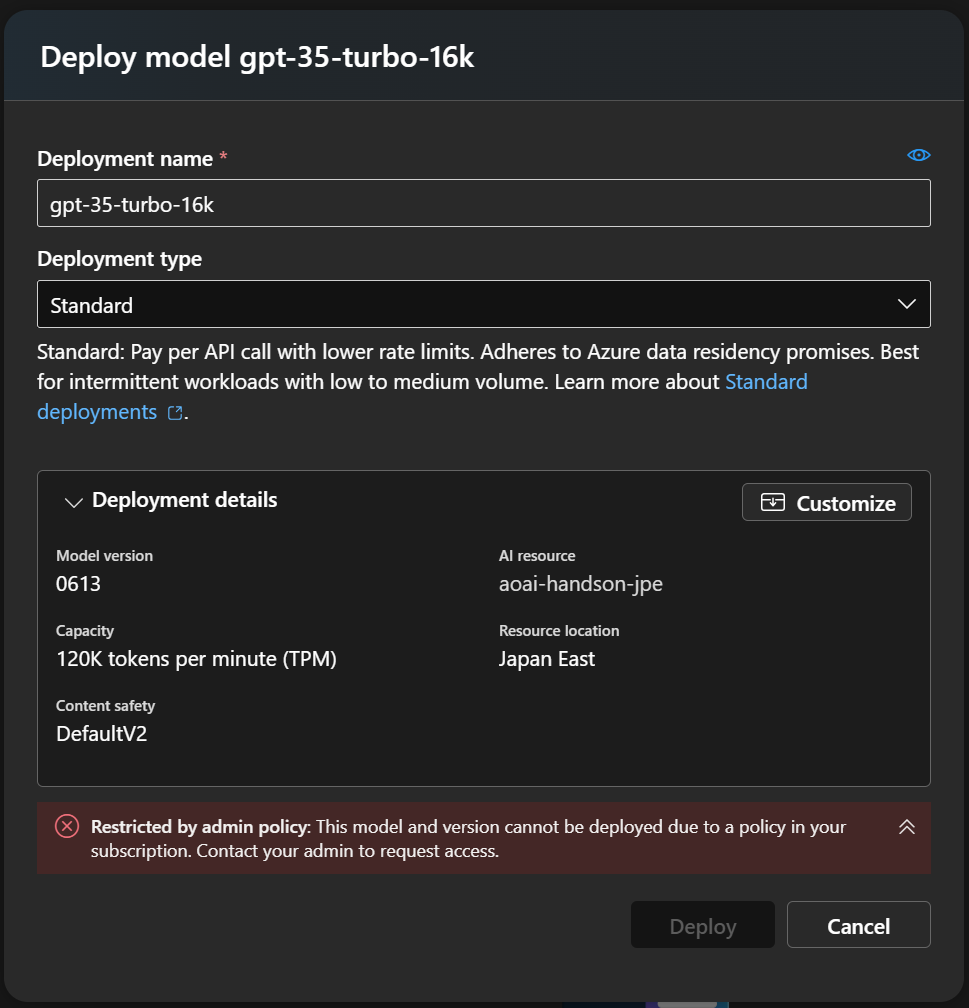 Deploy model gpt-35-turbo-16k
Deployment name *
gpt-35-turbo-16k
Deployment type
Standard
Standard: Pay per API call with lower rate limits. Adheres to Azure data residency promises. Best
for intermittent workloads with low to medium volume. Learn more about Standard
deployments .
Deployment details
Customize
Model version
0613
AI resource
aoai-handson-jpe
Capacity
120K tokens per minute (TPM)
Resource location
Japan East
Content safety
DefaultV2
Restricted by admin policy: This model and version cannot be deployed due to a policy in your
subscription. Contact your admin to request access.
Deploy
Cancel